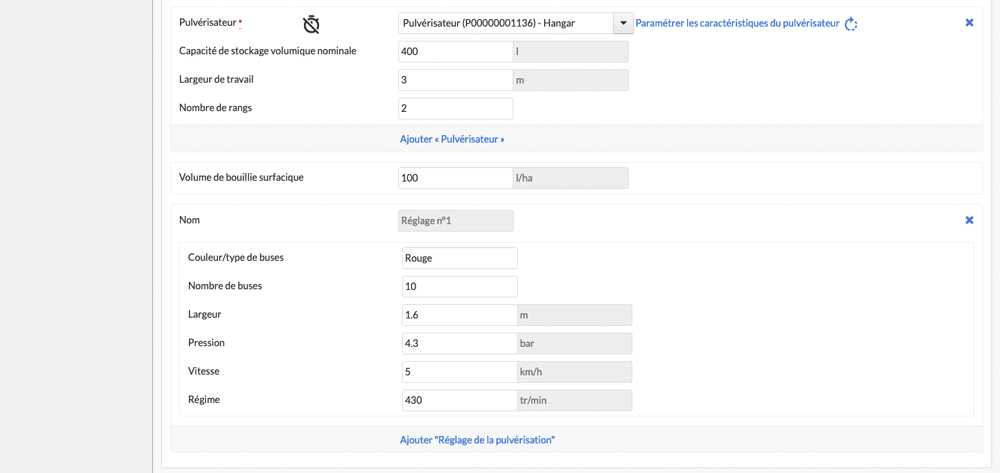 Pulvérisateur * Pulvérisateur (P00000001136) - Hangar Paramétrer les caractéristiques du pulvérisateur
Capacité de stockage volumique nominale 400 l
Largeur de travail 3 m
Nombre de rangs 2
Ajouter « Pulvérisateur »
Volume de bouillie surfacique 100 l/ha
Nom Réglage n°1
Couleur/type de buses Rouge
Nombre de buses 10
Largeur 1.6 m
Pression 4.3 bar
Vitesse 5 km/h
Régime 430 tr/min
Ajouter "Réglage de la pulvérisation"